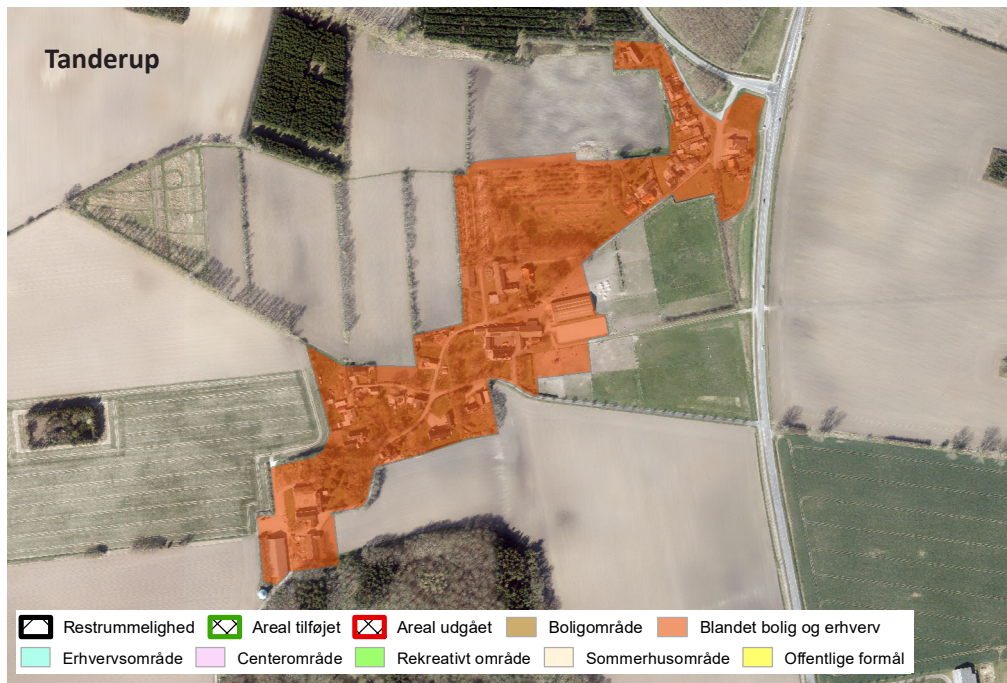 Tanderup
Restrummelighed Areal tilføjet Areal udgået Boligområde Blandet bolig og erhverv
Erhvervsområde Centerområde Rekreativt område Sommerhusområde Offentlige formål